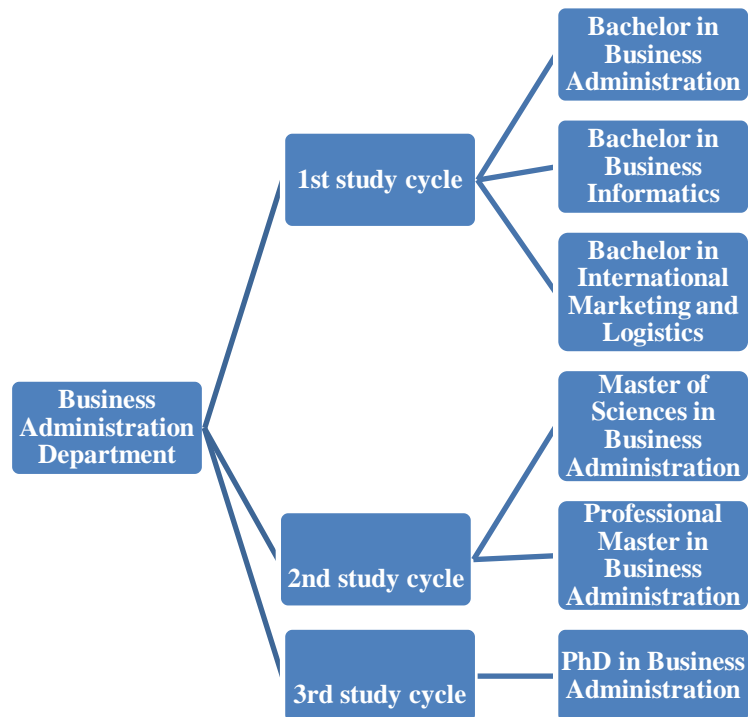 Business
Administration
Department
1st study cycle
Bachelor in
Business
Administration
Bachelor in
Business
Informatics
Bachelor in
International
Marketing and
Logistics
2nd study cycle
Master of
Sciences in
Business
Administration
Professional
Master in
Business
Administration
3rd study cycle
PhD in Business
Administration